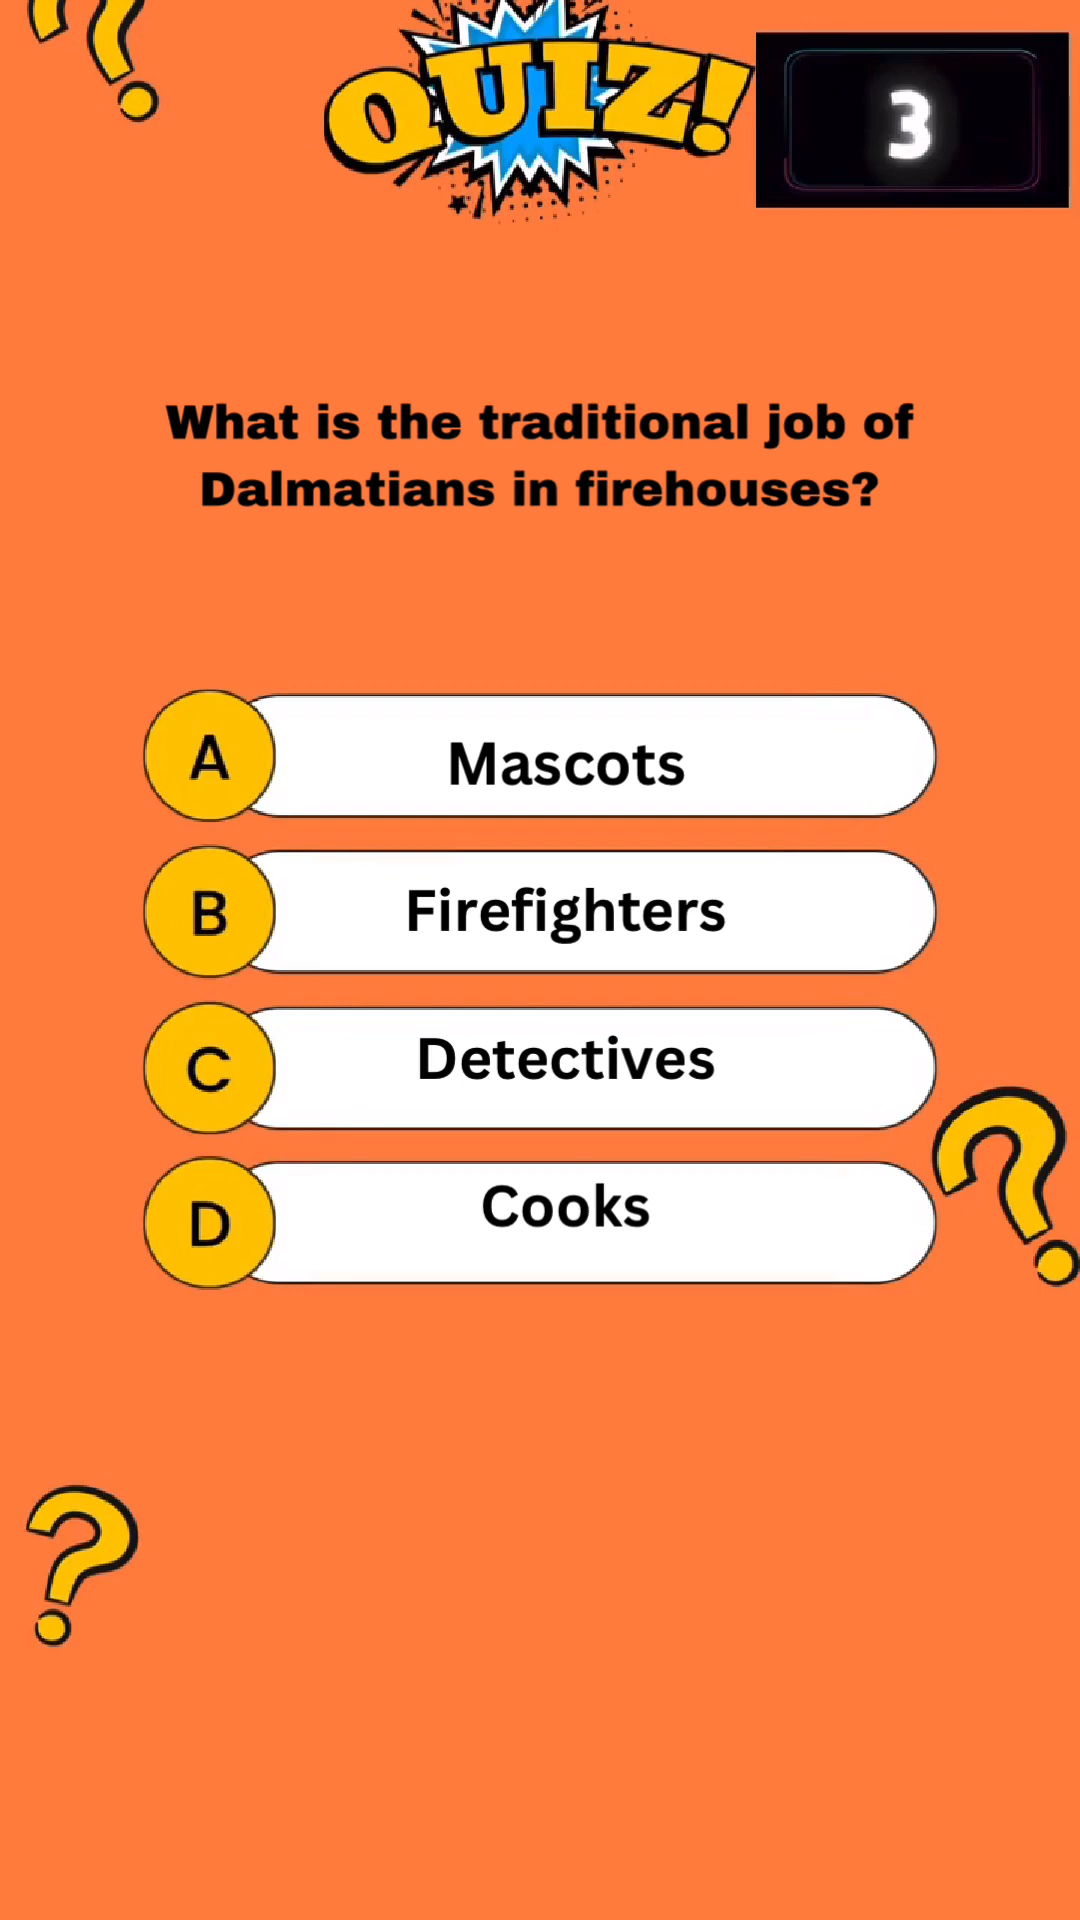 QUIZ!
3
What is the traditional job of
Dalmatians in firehouses?
A Mascots
B Firefighters
C Detectives
D Cooks